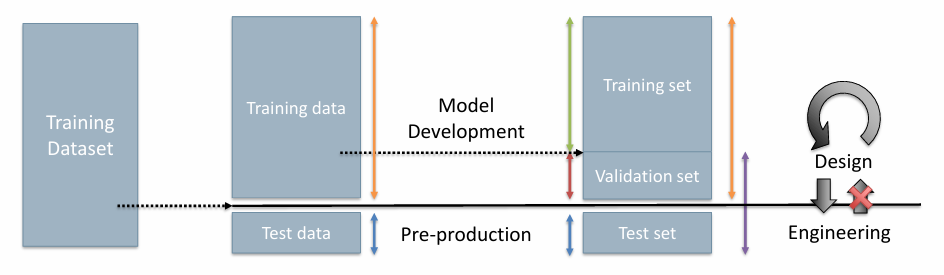 Training
Dataset
Training data
Test data
Model
Development
Pre-production
Training set
Validation set
Test set
Design
Engineering